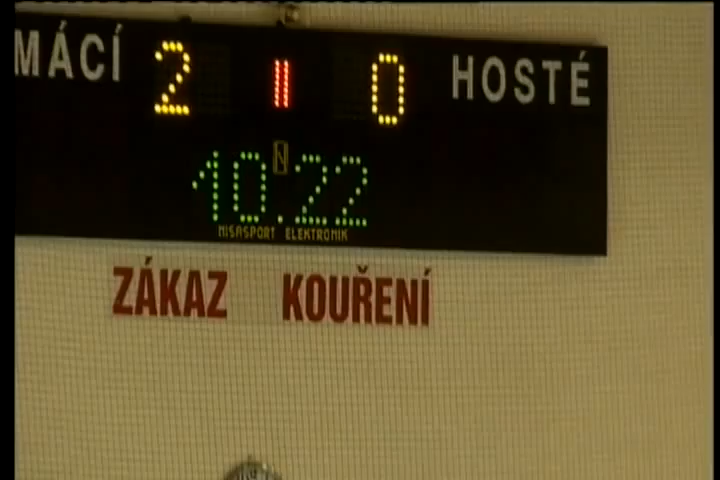 MÁCÍ 2 II 0 HOSTÉ
10.22
NISASPORT ELEKTRONIK
ZÁKAZ KOUŘENÍ